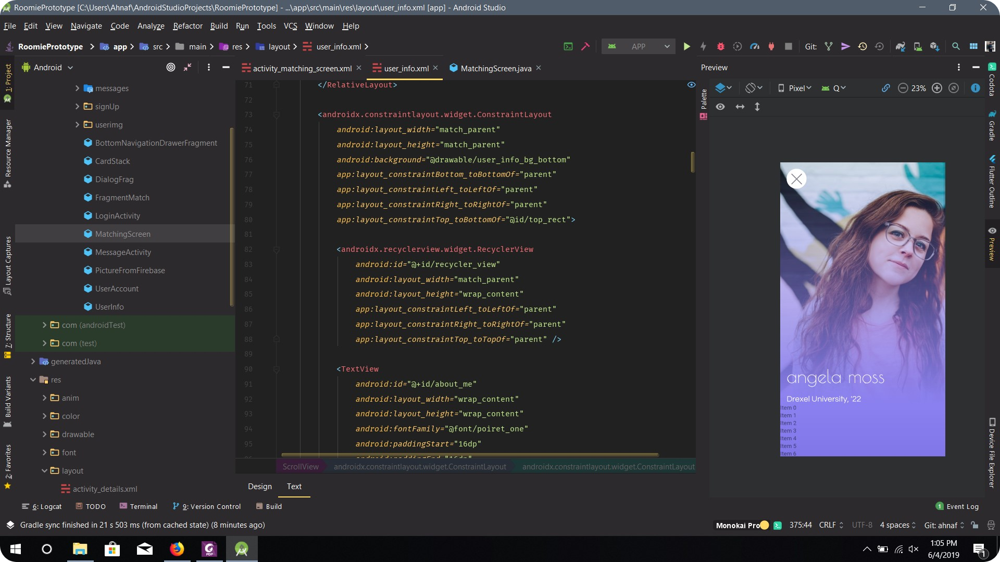 RoomiePrototype [C:\Users\Ahnaf\AndroidStudioProjects\RoomiePrototype] - ...\app\src\main\res\layout\user_info.xml [app] - Android Studio
File Edit View Navigate Code Analyze Refactor Build Run Tools VCS Window Help
RoomiePrototype app src main res layout user_info.xml
APP
Git:
Android
activity_matching_screen.xml
user_info.xml
MatchingScreen.java
Preview
1: Project
Resource Manager
Layout Captures
7: Structure
Build Variants
2: Favorites
messages
signUp
userimg
BottomNavigationDrawerFragment
CardStack
DialogFrag
FragmentMatch
LoginActivity
MatchingScreen
MessageActivity
PictureFromFirebase
UserAccount
UserInfo
com (androidTest)
com (test)
generatedJava
res
anim
color
drawable
font
layout
activity_details.xml
71 </RelativeLayout>
72
73 <androidx.constraintlayout.widget.ConstraintLayout
74 android:layout_width="match_parent"
75 android:layout_height="match_parent"
76 android:background="@drawable/user_info_bg_bottom"
77 app:layout_constraintBottom_toBottomOf="parent"
78 app:layout_constraintLeft_toLeftOf="parent"
79 app:layout_constraintRight_toRightOf="parent"
80 app:layout_constraintTop_toBottomOf="@id/top_rect">
81
82 <androidx.recyclerview.widget.RecyclerView
83 android:id="@+id/recycler_view"
84 android:layout_width="match_parent"
85 android:layout_height="wrap_content"
86 app:layout_constraintLeft_toLeftOf="parent"
87 app:layout_constraintRight_toRightOf="parent"
88 app:layout_constraintTop_toTopOf="parent" />
89
90 <TextView
91 android:id="@+id/about_me"
92 android:layout_width="wrap_content"
93 android:layout_height="wrap_content"
94 android:fontFamily="@font/poiret_one"
95 android:paddingStart="16dp"
ScrollView androidx.constraintlayout.widget.ConstraintLayout androidx.constraintlayout.widget.ConstraintLayout
Design Text
Palette
Pixel Q 23%
angela moss
Drexel University, '22
Item 0
Item 1
Item 2
Item 3
Item 4
Item 5
Item 6
Codota
Gradle
Flutter Outline
Preview
Device File Explorer
6: Logcat TODO Terminal 9: Version Control Build
1 Event Log
Gradle sync finished in 21 s 503 ms (from cached state) (8 minutes ago)
Monokai Pro 375:44 CRLF UTF-8 4 spaces Git: ahnaf
PDF
1:05 PM
6/4/2019
1